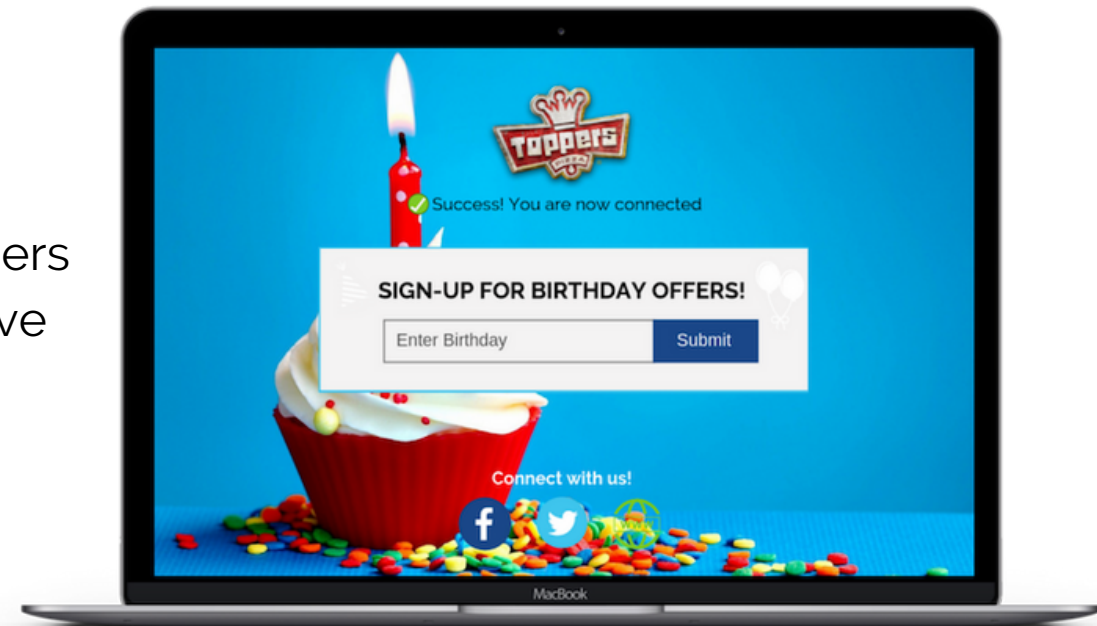 ers
ve
Toppers
PIZZA
Success! You are now connected
SIGN-UP FOR BIRTHDAY OFFERS!
Enter Birthday
Submit
Connect with us!
f
www
MacBook